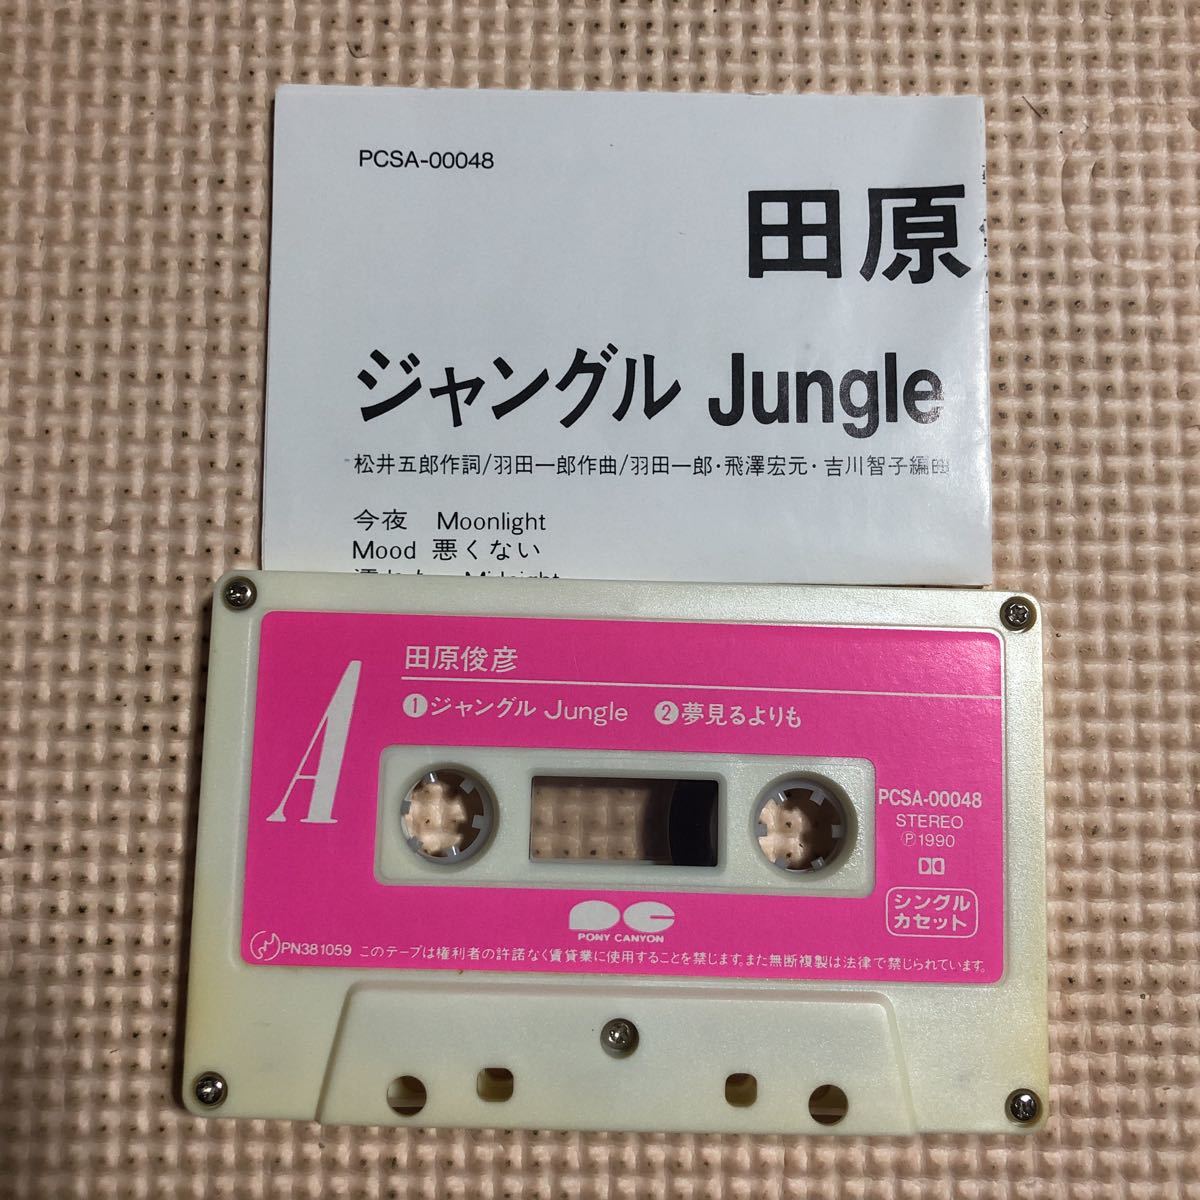 PCSA-00048
田原
ジャングル Jungle
松井五郎作詞/羽田一郎作曲/羽田一郎・飛澤宏元・吉川智子編曲
今夜 Moonlight
Mood 悪くない
Midnight
A
田原俊彦
①ジャングル Jungle ②夢見るよりも
PCSA-00048
STEREO
Ⓟ1990
シングル
カセット
PC
PONY CANYON
PN381059 このテープは権利者の許諾なく賃貸業に使用することを禁じます。また無断複製は法律で禁じられています。